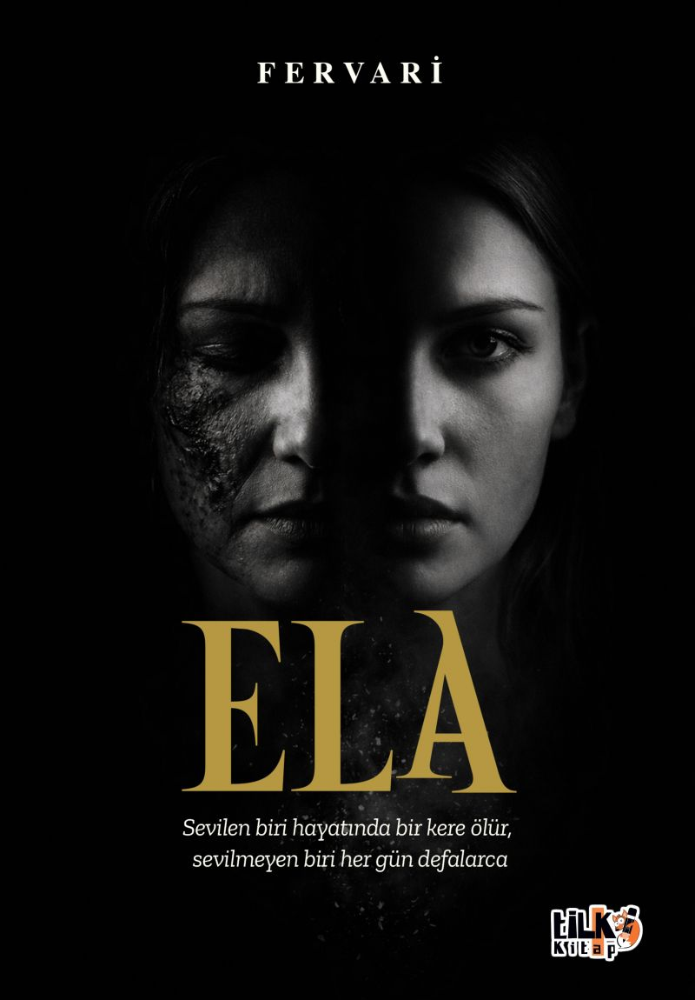 FERVARİ
ELA
Sevilen biri hayatında bir kere ölür,
sevilmeyen biri her gün defalarca
tilki
Kitap